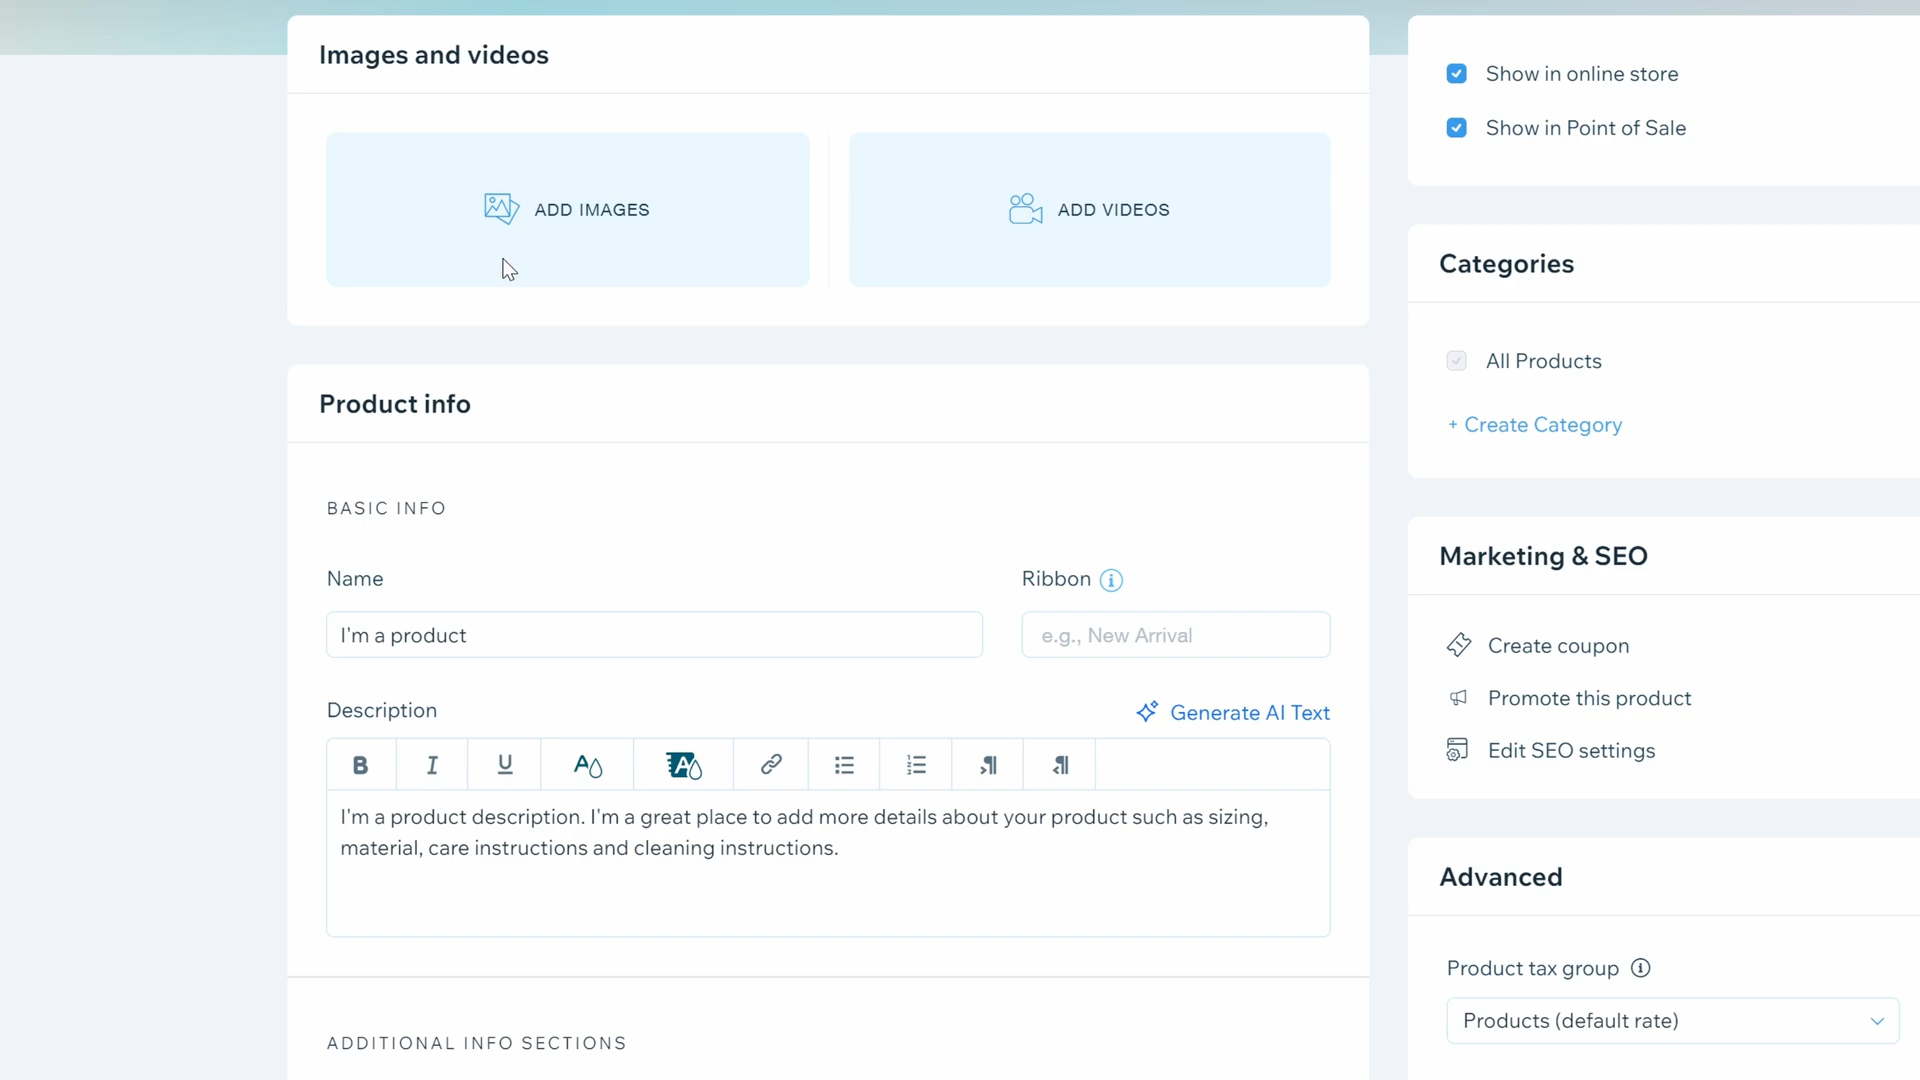 Images and videos
ADD IMAGES
ADD VIDEOS
Product info
BASIC INFO
Name
Ribbon
I'm a product
e.g., New Arrival
Description
Generate AI Text
B I U A A
I'm a product description. I'm a great place to add more details about your product such as sizing,
material, care instructions and cleaning instructions.
ADDITIONAL INFO SECTIONS
Show in online store
Show in Point of Sale
Categories
All Products
+ Create Category
Marketing & SEO
Create coupon
Promote this product
Edit SEO settings
Advanced
Product tax group
Products (default rate)